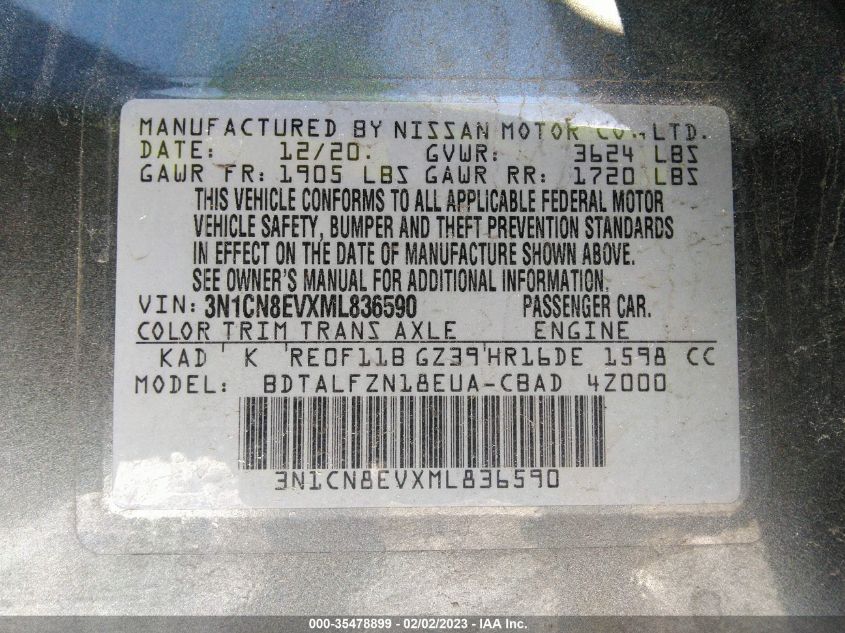 MANUFACTURED BY NISSAN MOTOR CO., LTD.
DATE: 12/20. GVWR: 3624 LBS
GAWR FR: 1905 LBS GAWR RR: 1720 LBS
THIS VEHICLE CONFORMS TO ALL APPLICABLE FEDERAL MOTOR
VEHICLE SAFETY, BUMPER AND THEFT PREVENTION STANDARDS
IN EFFECT ON THE DATE OF MANUFACTURE SHOWN ABOVE.
SEE OWNER'S MANUAL FOR ADDITIONAL INFORMATION.
VIN: 3N1CN8EVXML836590 PASSENGER CAR.
COLOR TRIM TRANS AXLE ENGINE
KAD K RE0F11B GZ39 HR16DE 1598 CC
MODEL: BDTALFZN18EUA-CBAD 4Z000
3N1CN8EVXML836590
000-35478899 - 02/02/2023 - IAA Inc.